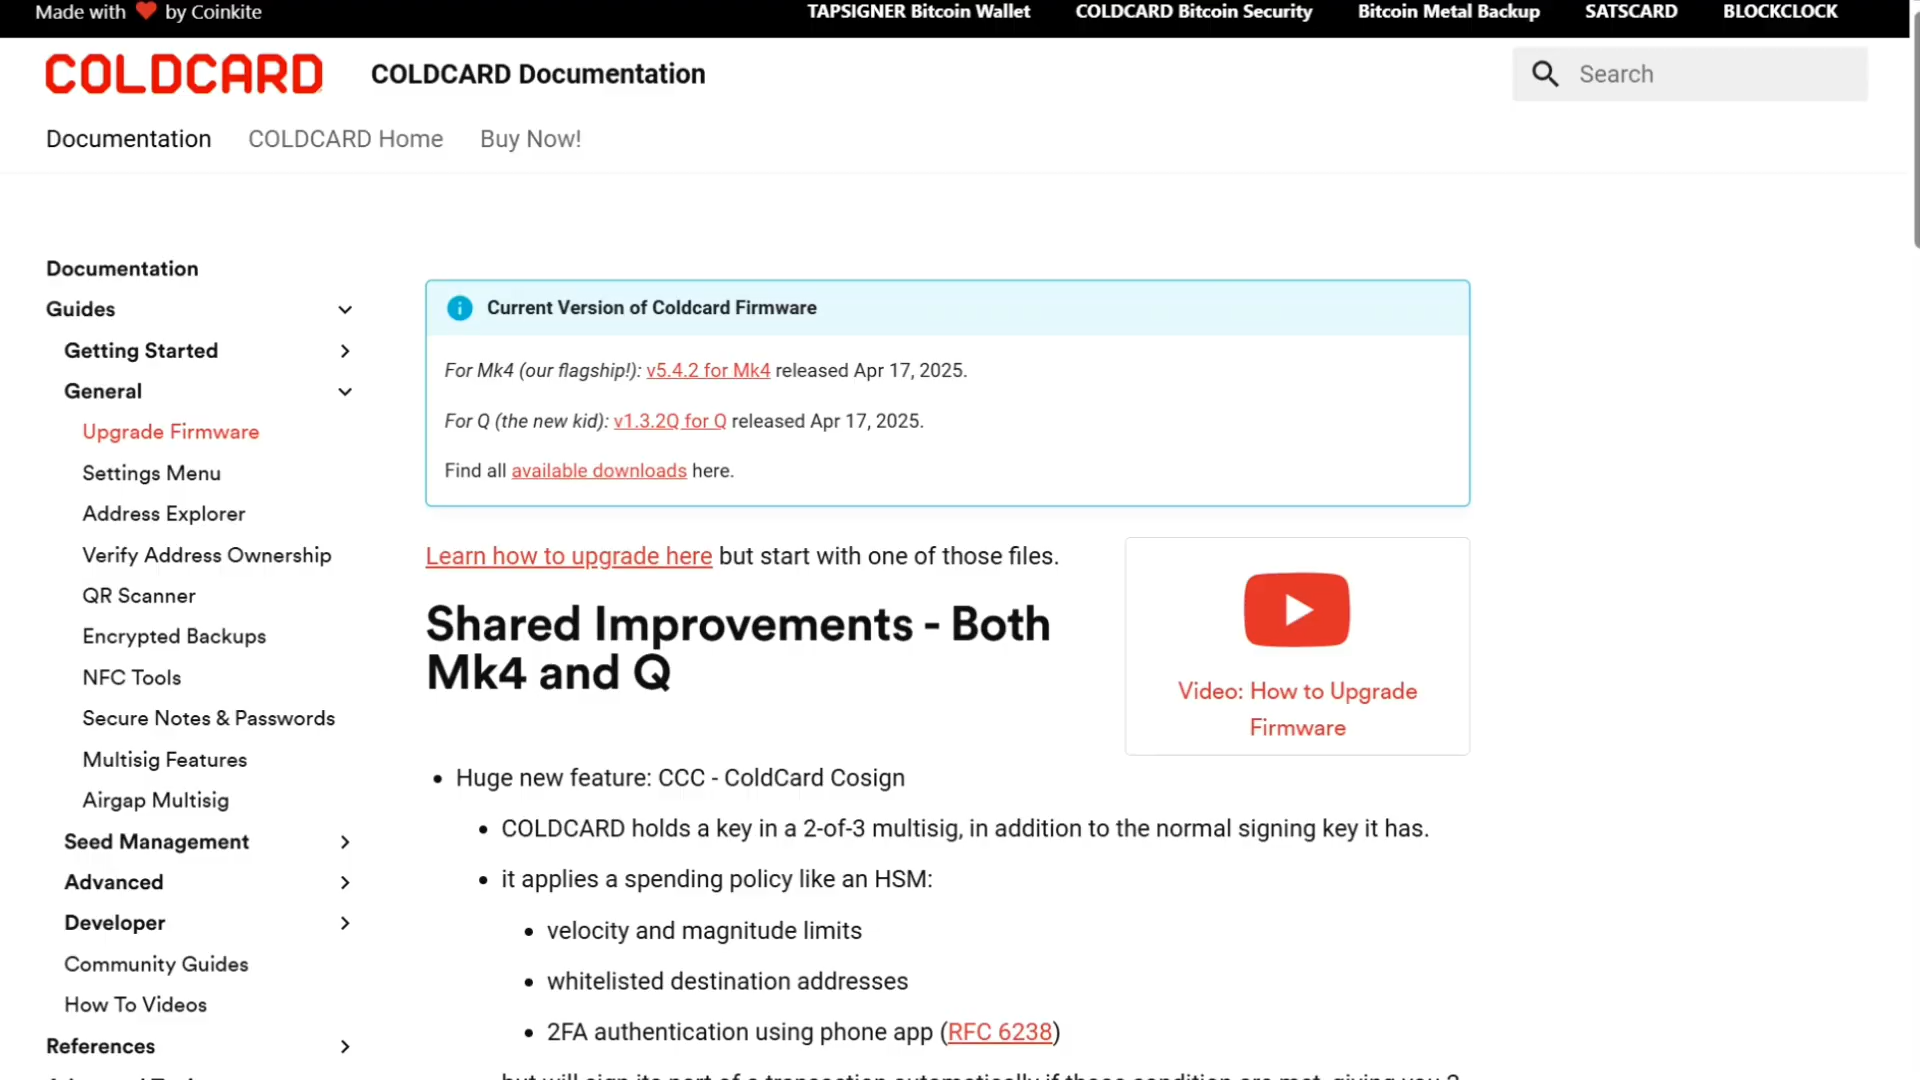 Made with ❤ by Coinkite
TAPSIGNER Bitcoin Wallet COLDCARD Bitcoin Security Bitcoin Metal Backup SATSCARD BLOCKCLOCK
COLDCARD COLDCARD Documentation Search
Documentation COLDCARD Home Buy Now!
Documentation
Guides
Getting Started
General
Upgrade Firmware
Settings Menu
Address Explorer
Verify Address Ownership
QR Scanner
Encrypted Backups
NFC Tools
Secure Notes & Passwords
Multisig Features
Airgap Multisig
Seed Management
Advanced
Developer
Community Guides
How To Videos
References
Current Version of Coldcard Firmware
For Mk4 (our flagship!): v5.4.2 for Mk4 released Apr 17, 2025.
For Q (the new kid): v1.3.2Q for Q released Apr 17, 2025.
Find all available downloads here.
Learn how to upgrade here but start with one of those files.
Video: How to Upgrade
Firmware
Shared Improvements - Both
Mk4 and Q
• Huge new feature: CCC - ColdCard Cosign
• COLDCARD holds a key in a 2-of-3 multisig, in addition to the normal signing key it has.
• it applies a spending policy like an HSM:
• velocity and magnitude limits
• whitelisted destination addresses
• 2FA authentication using phone app (RFC 6238)